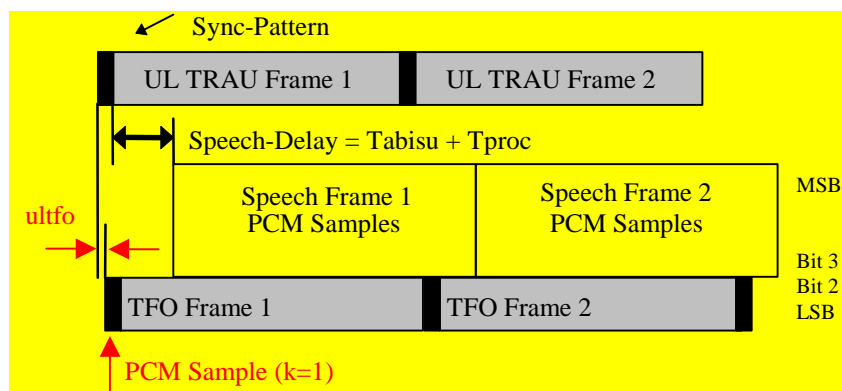 Sync-Pattern
UL TRAU Frame 1
UL TRAU Frame 2
Speech-Delay = Tabisu + Tproc
Speech Frame 1
PCM Samples
Speech Frame 2
PCM Samples
MSB
ultfo
Bit 3
Bit 2
LSB
TFO Frame 1
TFO Frame 2
PCM Sample (k=1)